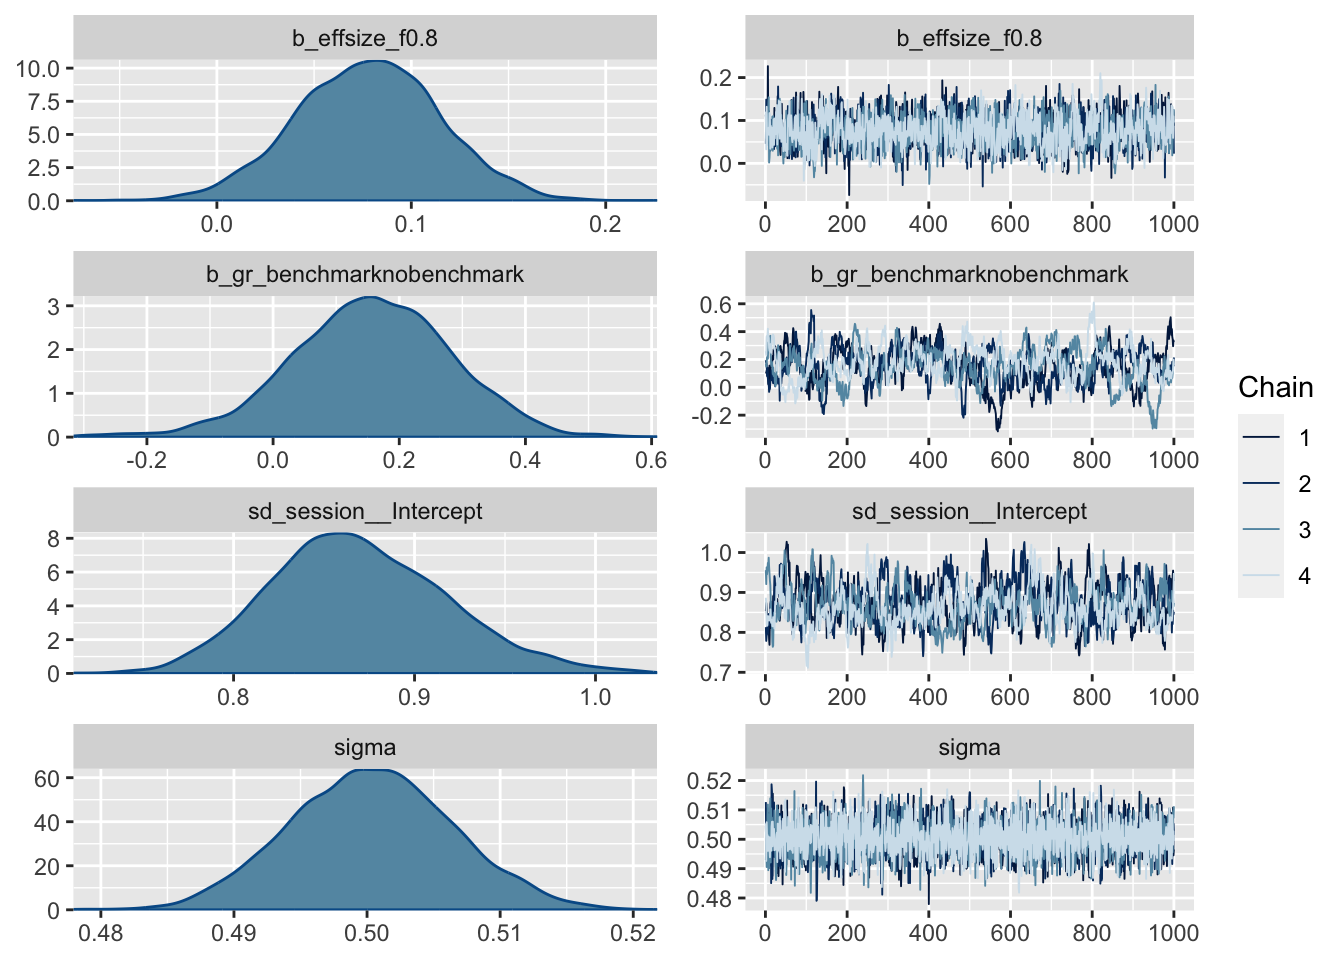 b_effsize_f0.8
b_effsize_f0.8
10.0
7.5
5.0
2.5
0.0
0.0 0.1 0.2
0.2
0.1
0.0
0 200 400 600 800 1000
b_gr_benchmarknobenchmark
b_gr_benchmarknobenchmark
3
2
1
0
-0.2 0.0 0.2 0.4 0.6
0.6
0.4
0.2
0.0
-0.2
0 200 400 600 800 1000
sd_session__Intercept
sd_session__Intercept
8
6
4
2
0
0.8 0.9 1.0
1.0
0.9
0.8
0.7
0 200 400 600 800 1000
sigma
sigma
60
40
20
0
0.48 0.49 0.50 0.51 0.52
0.52
0.51
0.50
0.49
0.48
0 200 400 600 800 1000
Chain
1
2
3
4